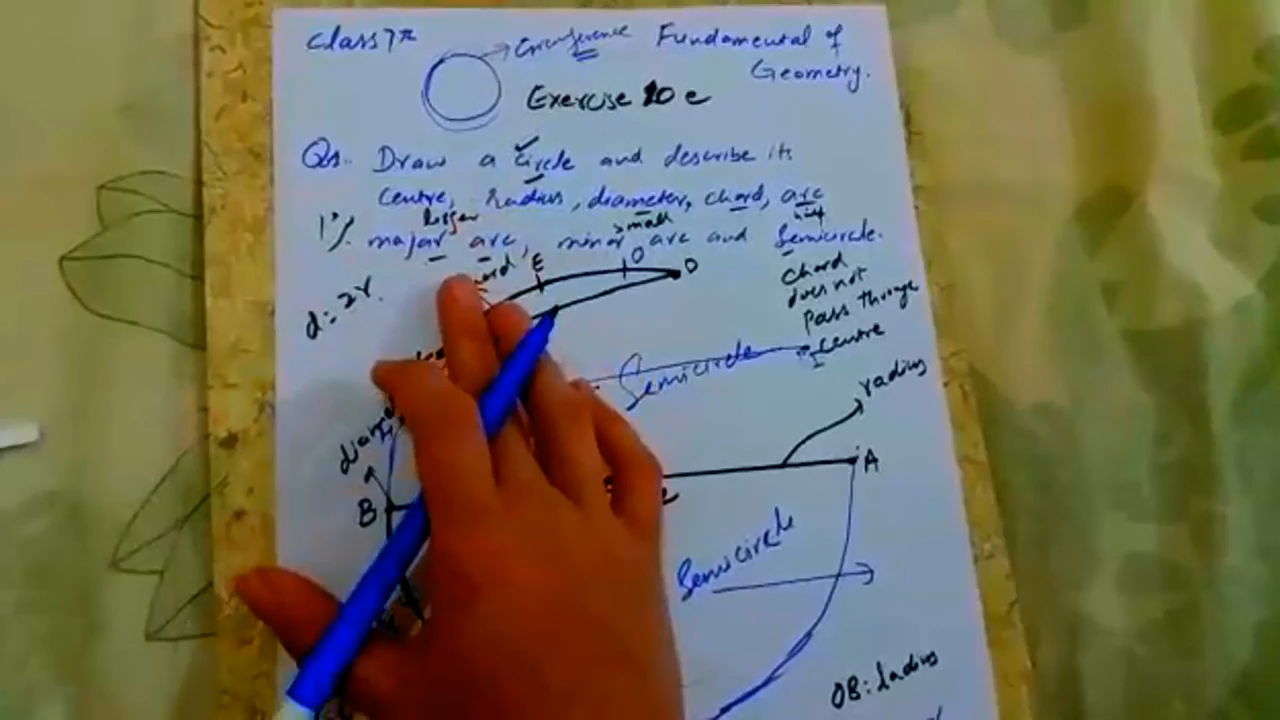 Class 7th
Circumference
Fundamental of
Geometry.
Exercise 10 e
Qs. Draw a circle and describe its
centre, radius, diameter, chord, arc
1%. major arc, minor arc and Semicircle.
small
half
d = 2r.
E
O
D
chord
does not
pass through
centre
Semicircle
radius
A
B
Semicircle
OB: radius